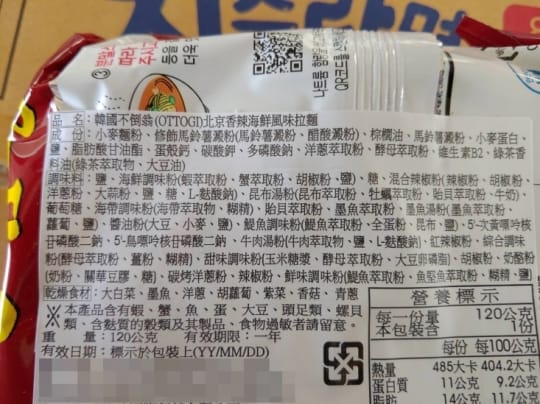 品 名：韓國不倒翁(OTTOGI)北京香辣海鮮風味拉麵
成 份：小麥麵粉、修飾馬鈴薯澱粉(馬鈴薯澱粉、醋酸澱粉)、棕櫚油、馬鈴薯澱粉、小麥蛋白、
鹽、脂肪酸甘油酯、蛋殼鈣、碳酸鉀、多磷酸鈉、洋蔥萃取粉、酵母萃取粉、維生素B2、綠茶香
料油(綠茶萃取物、大豆油)
調味料：鹽、海鮮調味粉(蝦萃取粉、蟹萃取粉、胡椒粉、鹽)、糖、混合辣椒粉(辣椒粉、胡椒粉、
洋蔥粉、大蒜粉、鹽、糖、L-麩酸鈉)、昆布湯粉(昆布萃取粉、牡蠣萃取粉、貽貝萃取粉、牛奶)、
葡萄糖、海帶調味粉(海帶萃取物、糊精)、貽貝萃取粉、墨魚萃取粉、墨魚湯粉(墨魚萃取粉、
蘿蔔、鹽)、醬油粉(大豆、小麥、鹽)、鯷魚調味粉(鯷魚萃取粉、全蛋粉、昆布、鹽)、5'-次黃嘌呤核
苷磷酸二鈉、5'-鳥嘌呤核苷磷酸二鈉、牛肉湯粉(牛肉萃取物、鹽、L-麩酸鈉)、紅辣椒粉、綜合調味
粉(酵母萃取粉、薑粉、糊精)、甜味調味粉(玉米糖漿、酵母萃取粉、大豆卵磷脂)、胡椒粉、奶酪粉
(奶粉、關華豆膠、糖)、碳烤洋蔥粉、辣椒粉、鮮味調味粉(鯷魚萃取粉、魚堅魚萃取粉、糊精、鹽)
乾燥食材：大白菜、墨魚、洋蔥、胡蘿蔔、紫菜、香菇、青蔥
※本產品含有蝦、蟹、魚、蛋、大豆、頭足類、螺貝
類、含麩質的穀類及其製品、食物過敏者請留意。
重 量：120公克 有效期限：一年
有效日期：標示於包裝上(YY/MM/DD)
營養標示
每一份量 120公克
本包裝含 1份
每份 每100公克
熱量 485大卡 404.2大卡
蛋白質 11公克 9.2公克
脂肪 14公克 11.7公克